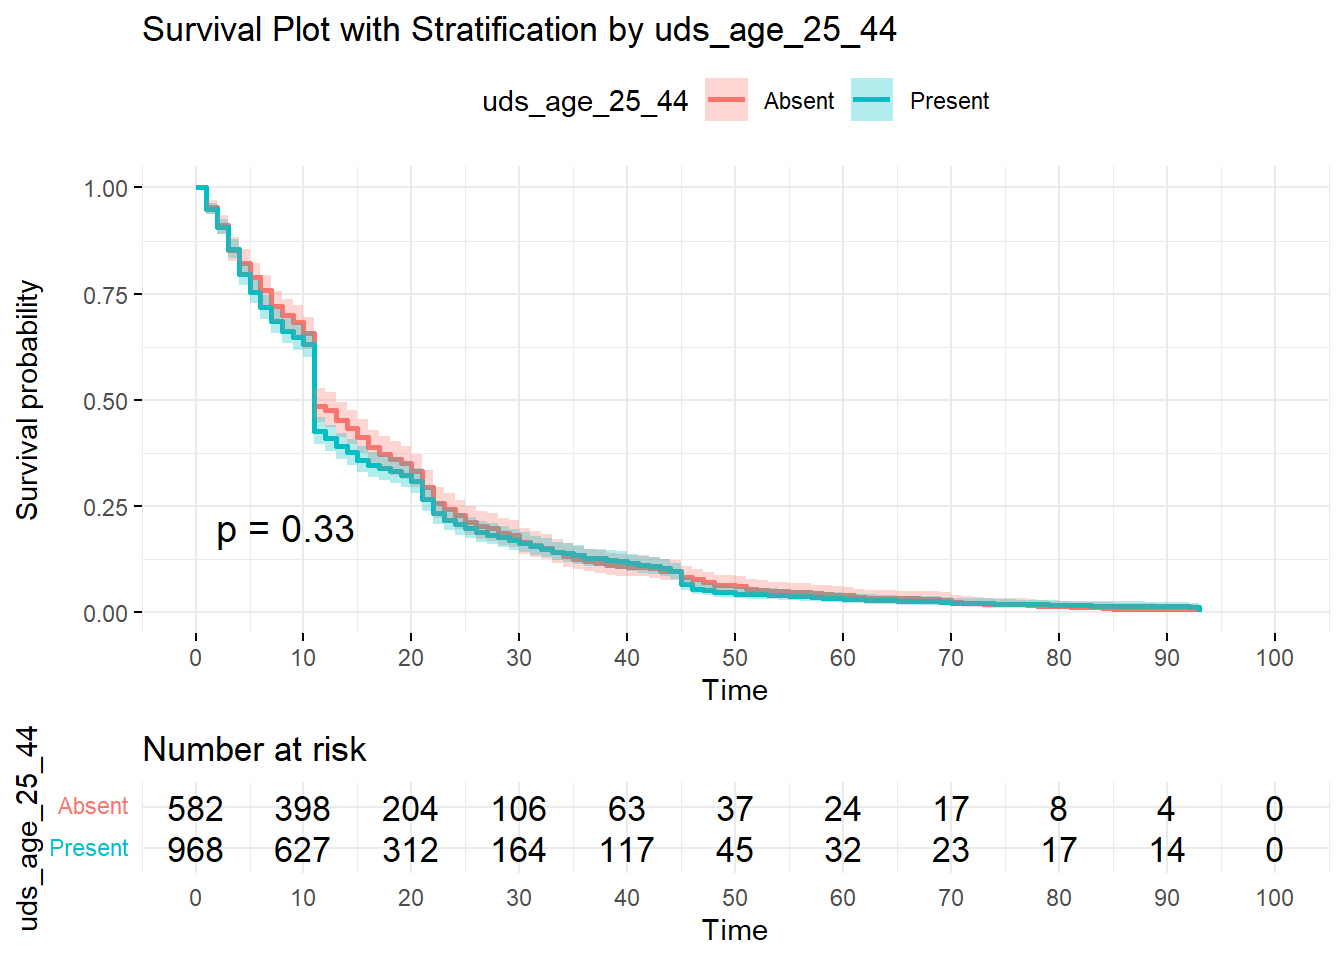 Survival Plot with Stratification by uds_age_25_44
uds_age_25_44 Absent Present
Survival probability
1.00
0.75
0.50
0.25
0.00
p = 0.33
0 10 20 30 40 50 60 70 80 90 100
Time
Number at risk
uds_age_25_44
Absent 582 398 204 106 63 37 24 17 8 4 0
Present 968 627 312 164 117 45 32 23 17 14 0
0 10 20 30 40 50 60 70 80 90 100
Time